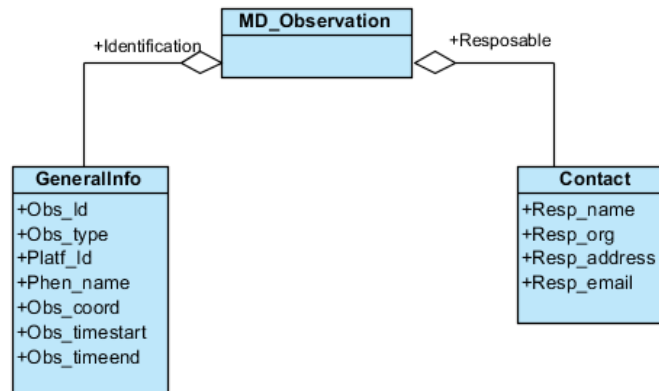 MD_Observation
+Identification
+Resposable
GeneralInfo
+Obs_Id
+Obs_type
+Platf_Id
+Phen_name
+Obs_coord
+Obs_timestart
+Obs_timeend
Contact
+Resp_name
+Resp_org
+Resp_address
+Resp_email